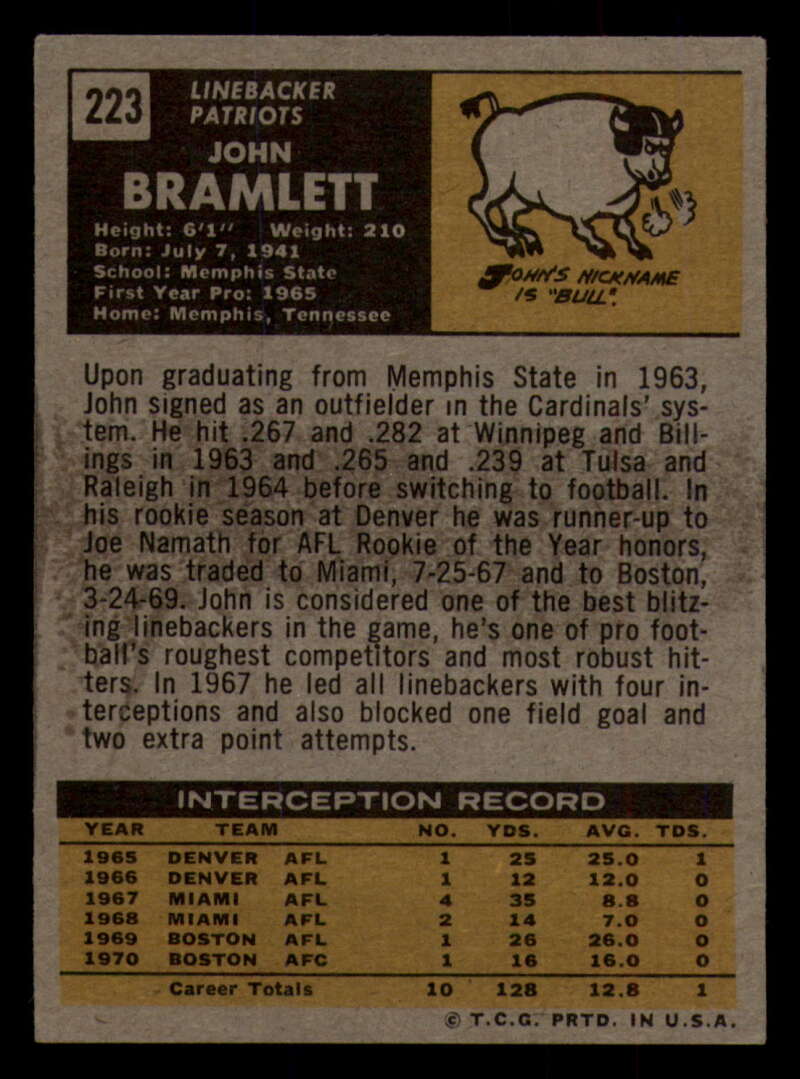 223
LINEBACKER
PATRIOTS
JOHN
BRAMLETT
Height: 6'1" Weight: 210
Born: July 7, 1941
School: Memphis State
First Year Pro: 1965
Home: Memphis, Tennessee
JOHN'S NICKNAME
IS "BULL".
Upon graduating from Memphis State in 1963,
John signed as an outfielder in the Cardinals' sys-
tem. He hit .267 and .282 at Winnipeg and Bill-
ings in 1963 and .265 and .239 at Tulsa and
Raleigh in 1964 before switching to football. In
his rookie season at Denver he was runner-up to
Joe Namath for AFL Rookie of the Year honors,
he was traded to Miami, 7-25-67 and to Boston,
3-24-69. John is considered one of the best blitz-
ing linebackers in the game, he's one of pro foot-
ball's roughest competitors and most robust hit-
ters. In 1967 he led all linebackers with four in-
terceptions and also blocked one field goal and
two extra point attempts.
INTERCEPTION RECORD
YEAR TEAM NO. YDS. AVG. TDS.
1965 DENVER AFL 1 25 25.0 1
1966 DENVER AFL 1 12 12.0 0
1967 MIAMI AFL 4 35 8.8 0
1968 MIAMI AFL 2 14 7.0 0
1969 BOSTON AFL 1 26 26.0 0
1970 BOSTON AFC 1 16 16.0 0
Career Totals 10 128 12.8 1
© T.C.G. PRTD. IN U.S.A.